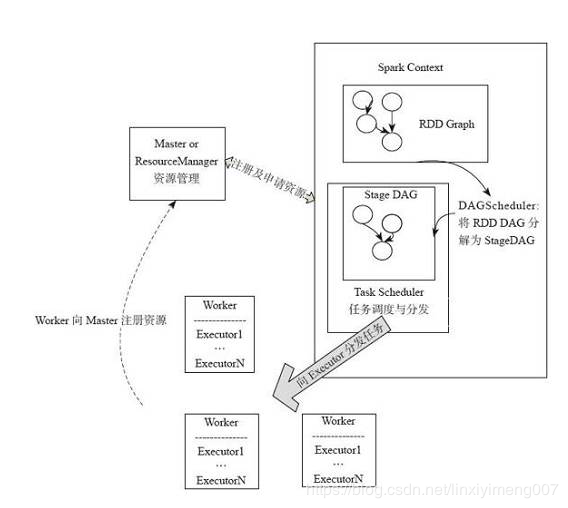 Spark Context
RDD Graph
Master or
ResourceManager
资源管理
注册及申请资源
Stage DAG
DAGScheduler:
将 RDD DAG 分
解为 StageDAG
Task Scheduler
任务调度与分发
Worker 向 Master 注册资源
Worker
Executor1
…
ExecutorN
向 Executor 分发任务
Worker
Executor1
…
ExecutorN
Worker
Executor1
…
ExecutorN
https://blog.csdn.net/linxiyimeng007